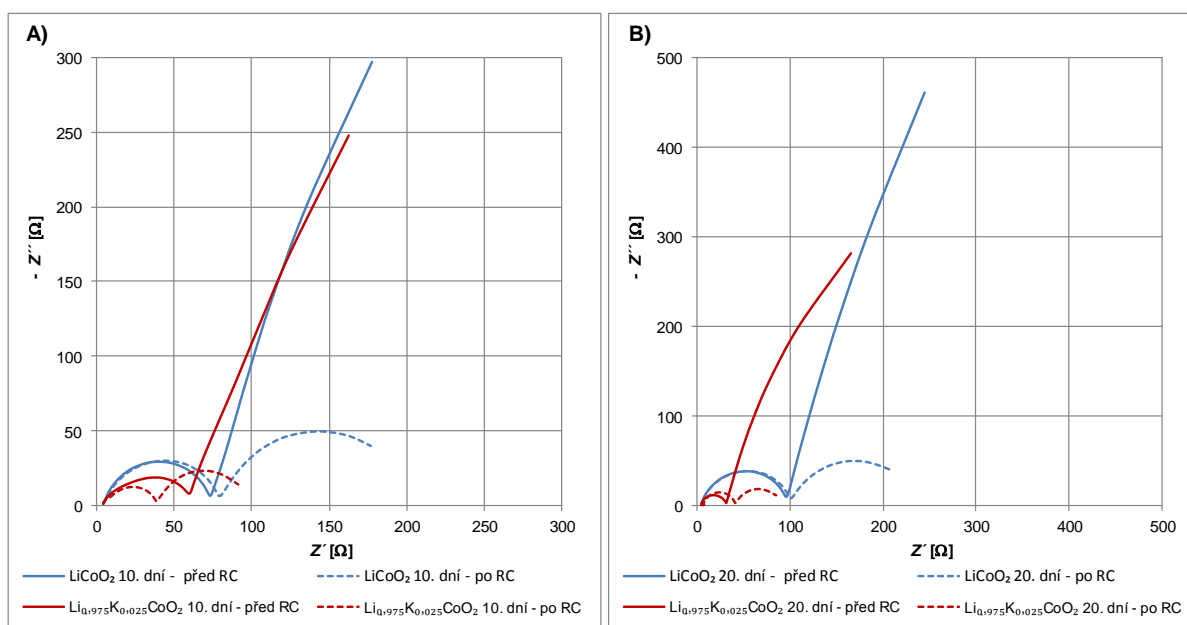 A)
300
250
200
150
100
50
0
- Z´´ [Ω]
0 50 100 150 200 250 300
Z´ [Ω]
LiCoO₂ 10. dní - před RC
LiCoO₂ 10. dní - po RC
Li₀,₉₇₅K₀,₀₂₅CoO₂ 10. dní - před RC
Li₀,₉₇₅K₀,₀₂₅CoO₂ 10. dní - po RC
B)
500
400
300
200
100
0
- Z´´ [Ω]
0 100 200 300 400 500
Z´ [Ω]
LiCoO₂ 20. dní - před RC
LiCoO₂ 20. dní - po RC
Li₀,₉₇₅K₀,₀₂₅CoO₂ 20. dní - před RC
Li₀,₉₇₅K₀,₀₂₅CoO₂ 20. dní - po RC